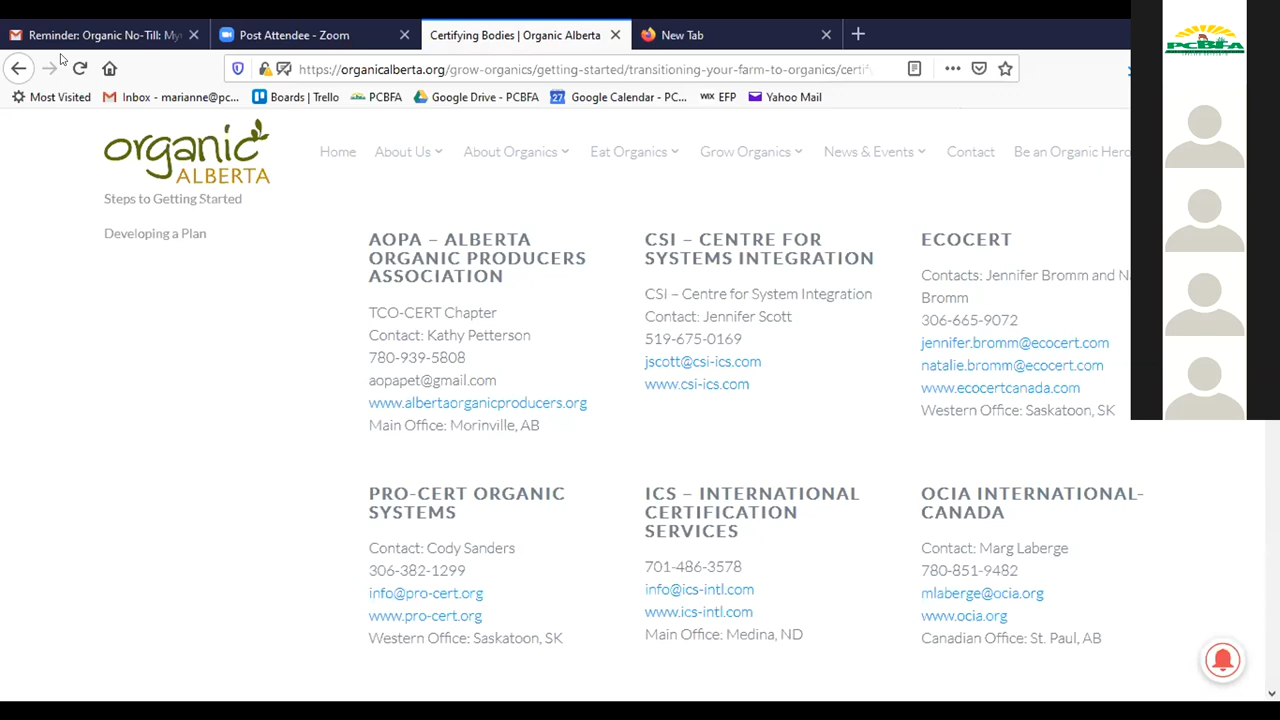 Reminder: Organic No-Till: My
Post Attendee - Zoom
Certifying Bodies | Organic Alberta
New Tab
https://organicalberta.org/grow-organics/getting-started/transitioning-your-farm-to-organics/certif
Most Visited
Inbox - marianne@pc...
Boards | Trello
PCBFA
Google Drive - PCBFA
27
Google Calendar - PC...
WIX EFP
Yahoo Mail
PCBFA
organic
ALBERTA
Home
About Us
About Organics
Eat Organics
Grow Organics
News & Events
Contact
Be an Organic Hero
Steps to Getting Started
Developing a Plan
AOPA – ALBERTA
ORGANIC PRODUCERS
ASSOCIATION
TCO-CERT Chapter
Contact: Kathy Petterson
780-939-5808
aopapet@gmail.com
www.albertaorganicproducers.org
Main Office: Morinville, AB
CSI – CENTRE FOR
SYSTEMS INTEGRATION
CSI – Centre for System Integration
Contact: Jennifer Scott
519-675-0169
jscott@csi-ics.com
www.csi-ics.com
ECOCERT
Contacts: Jennifer Bromm and N
Bromm
306-665-9072
jennifer.bromm@ecocert.com
natalie.bromm@ecocert.com
www.ecocertcanada.com
Western Office: Saskatoon, SK
PRO-CERT ORGANIC
SYSTEMS
Contact: Cody Sanders
306-382-1299
info@pro-cert.org
www.pro-cert.org
Western Office: Saskatoon, SK
ICS – INTERNATIONAL
CERTIFICATION
SERVICES
701-486-3578
info@ics-intl.com
www.ics-intl.com
Main Office: Medina, ND
OCIA INTERNATIONAL-
CANADA
Contact: Marg Laberge
780-851-9482
mlaberge@ocia.org
www.ocia.org
Canadian Office: St. Paul, AB